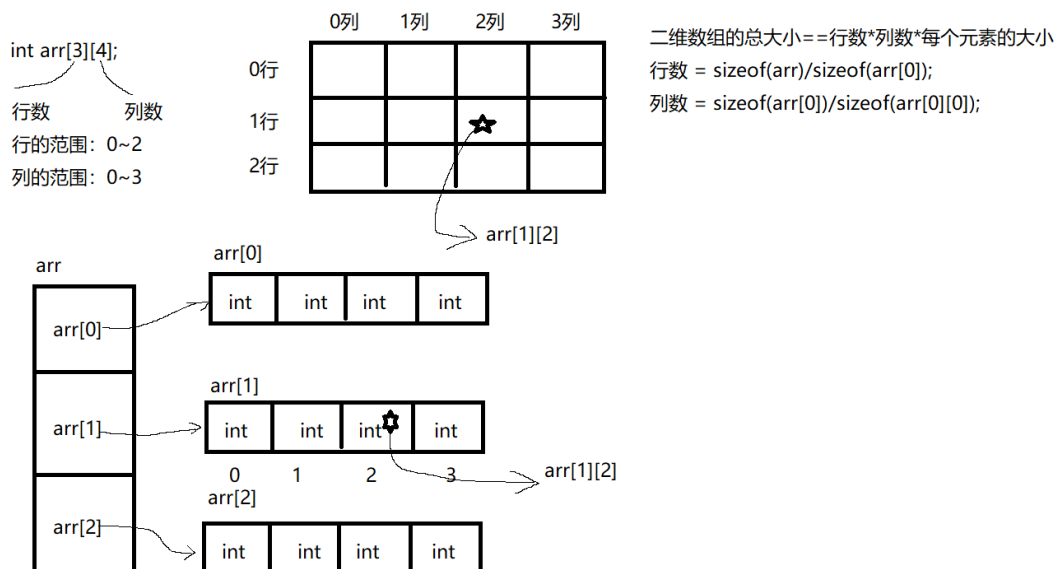 int arr[3][4];
行数 列数
行的范围：0~2
列的范围：0~3
0列 1列 2列 3列
0行
1行
2行
arr[1][2]
二维数组的总大小==行数*列数*每个元素的大小
行数 = sizeof(arr)/sizeof(arr[0]);
列数 = sizeof(arr[0])/sizeof(arr[0][0]);
arr
arr[0]
arr[1]
arr[2]
arr[0]
int int int int
arr[1]
int int int int
0 1 2 3
arr[1][2]
arr[2]
int int int int